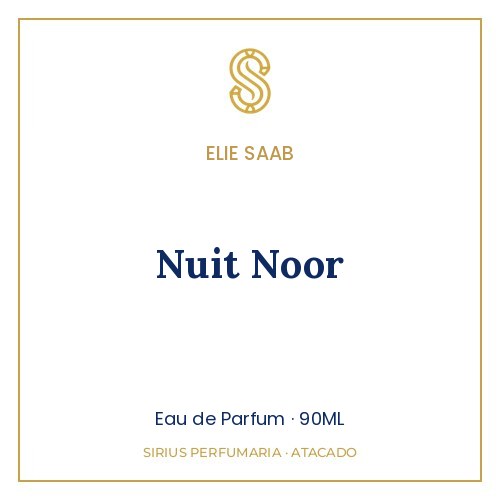 ELIE SAAB
Nuit Noor
Eau de Parfum · 90ML
SIRIUS PERFUMARIA · ATACADO